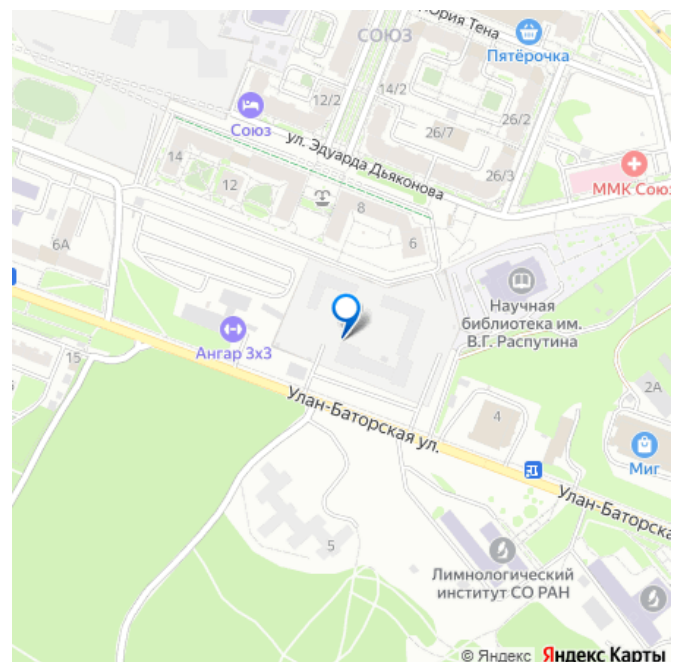 Юрия Тена
СОЮЗ
Пятёрочка
12/2
14/2
26/2
Союз
26/7
ул. Эдуарда Дьяконова
14
26/3
12
ММК Союз
8
6А
6
Научная
библиотека им.
В.Г. Распутина
Ангар 3х3
15
2А
Улан-Баторская ул.
4
Миг
Улан-Баторска
5
Лимнологический
институт СО РАН
© Яндекс Яндекс Карты